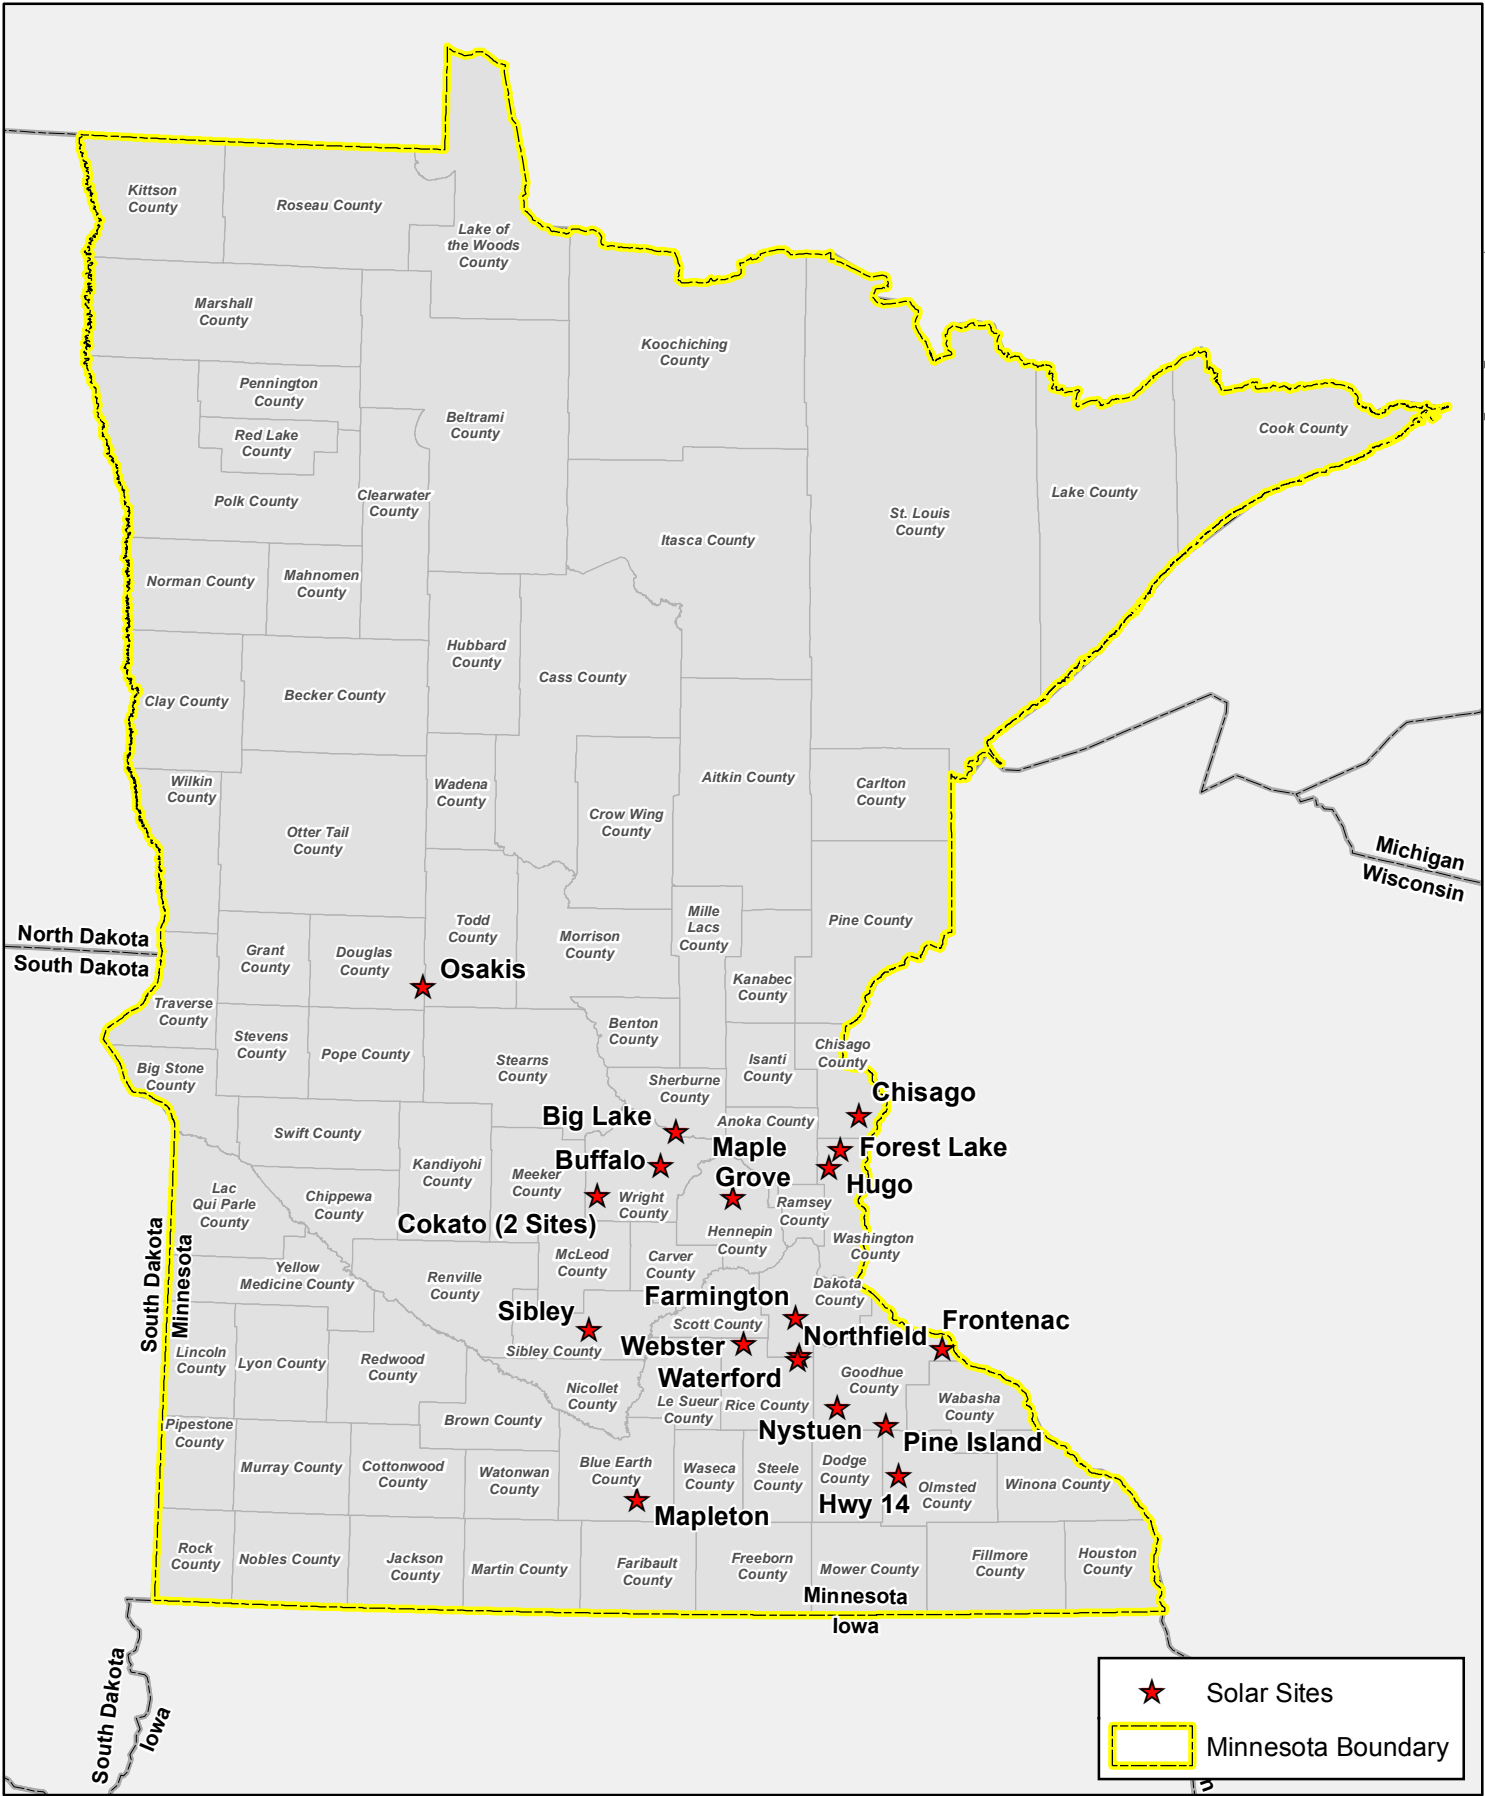 Kittson
County
Roseau County
Lake of
the Woods
County
Marshall
County
Koochiching
County
Pennington
County
Red Lake
County
Beltrami
County
Cook County
Polk County
Clearwater
County
Lake County
St. Louis
County
Itasca County
Norman County
Mahnomen
County
Hubbard
County
Cass County
Clay County
Becker County
Wilkin
County
Wadena
County
Aitkin County
Carlton
County
Otter Tail
County
Crow Wing
County
Michigan
Wisconsin
North Dakota
South Dakota
Grant
County
Douglas
County
Todd
County
Morrison
County
Mille
Lacs
County
Pine County
Osakis
Kanabec
County
Traverse
County
Stevens
County
Pope County
Benton
County
Chisago
County
Big Stone
County
Stearns
County
Isanti
County
Sherburne
County
Chisago
Big Lake
Anoka County
Swift County
Maple
Grove
Forest Lake
Buffalo
Kandiyohi
County
Meeker
County
Hugo
Lac
Qui Parle
County
Chippewa
County
Wright
County
Ramsey
County
Cokato (2 Sites)
Hennepin
County
Washington
County
South Dakota
Minnesota
Yellow
Medicine County
Renville
County
McLeod
County
Carver
County
Dakota
County
Farmington
Sibley
Scott County
Frontenac
Northfield
Webster
Sibley County
Lincoln
County
Lyon County
Redwood
County
Waterford
Goodhue
County
Nicollet
County
Le Sueur
County
Rice County
Wabasha
County
Pipestone
County
Brown County
Nystuen
Pine Island
Murray County
Cottonwood
County
Watonwan
County
Blue Earth
County
Waseca
County
Steele
County
Dodge
County
Olmsted
County
Winona County
Hwy 14
Mapleton
Rock
County
Nobles County
Jackson
County
Martin County
Faribault
County
Freeborn
County
Mower County
Fillmore
County
Houston
County
Minnesota
Iowa
South Dakota
Iowa
Solar Sites
Minnesota Boundary